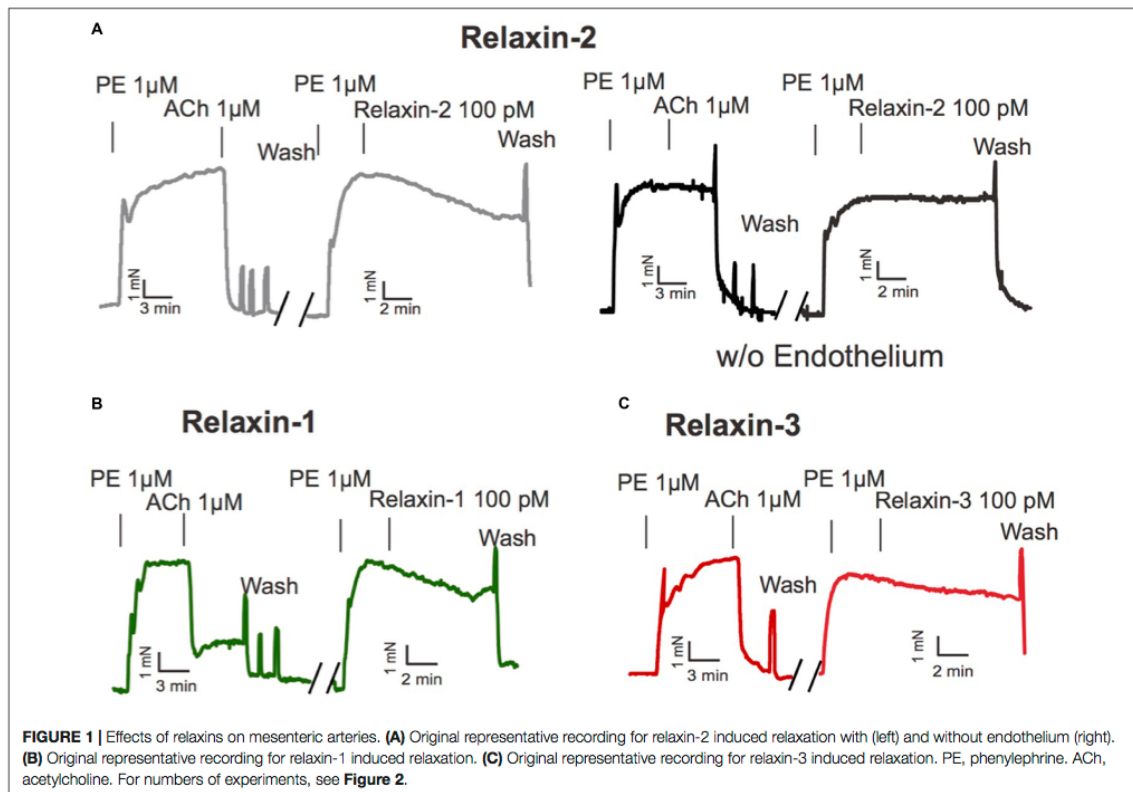 A
Relaxin-2
PE 1µM
ACh 1µM
Wash
PE 1µM
Relaxin-2 100 pM
Wash
1 mN
3 min
1 mN
2 min
PE 1µM
ACh 1µM
Wash
PE 1µM
Relaxin-2 100 pM
Wash
1 mN
3 min
1 mN
2 min
w/o Endothelium
B
Relaxin-1
PE 1µM
ACh 1µM
Wash
PE 1µM
Relaxin-1 100 pM
Wash
1 mN
3 min
1 mN
2 min
C
Relaxin-3
PE 1µM
ACh 1µM
Wash
PE 1µM
Relaxin-3 100 pM
Wash
1 mN
3 min
1 mN
2 min
FIGURE 1 | Effects of relaxins on mesenteric arteries. (A) Original representative recording for relaxin-2 induced relaxation with (left) and without endothelium (right).
(B) Original representative recording for relaxin-1 induced relaxation. (C) Original representative recording for relaxin-3 induced relaxation. PE, phenylephrine. ACh,
acetylcholine. For numbers of experiments, see Figure 2.